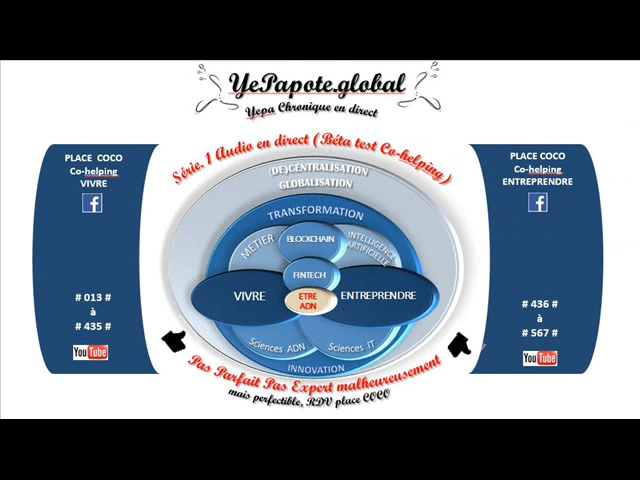 YePapote.global
Yepa Chronique en direct
Série, 1 Audio en direct (Béta test Co-helping)
PLACE COCO
Co-helping
VIVRE
# 013 #
à
# 435 #
YouTube
(DE)CENTRALISATION
GLOBALISATION
TRANSFORMATION
METIER
BLOCKCHAIN
INTELLIGENCE
ARTIFICIELLE
FINTECH
VIVRE
ETRE
ADN
ENTREPRENDRE
Sciences ADN
Sciences IT
INNOVATION
PLACE COCO
Co-helping
ENTREPRENDRE
# 436 #
à
# 567 #
YouTube
Pas Parfait Pas Expert malheureusement
mais perfectible, RDV place COCO